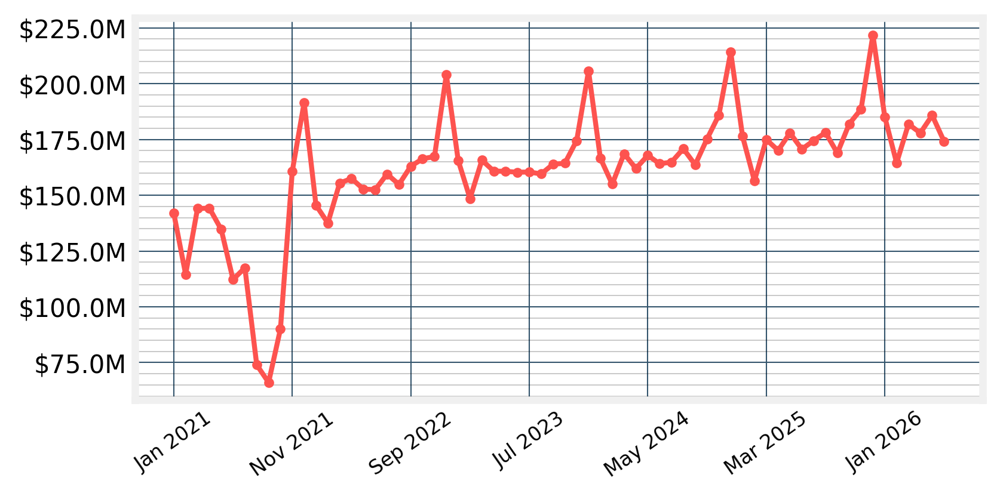 $225.0M
$200.0M
$175.0M
$150.0M
$125.0M
$100.0M
$75.0M
Jan 2021
Nov 2021
Sep 2022
Jul 2023
May 2024
Mar 2025
Jan 2026